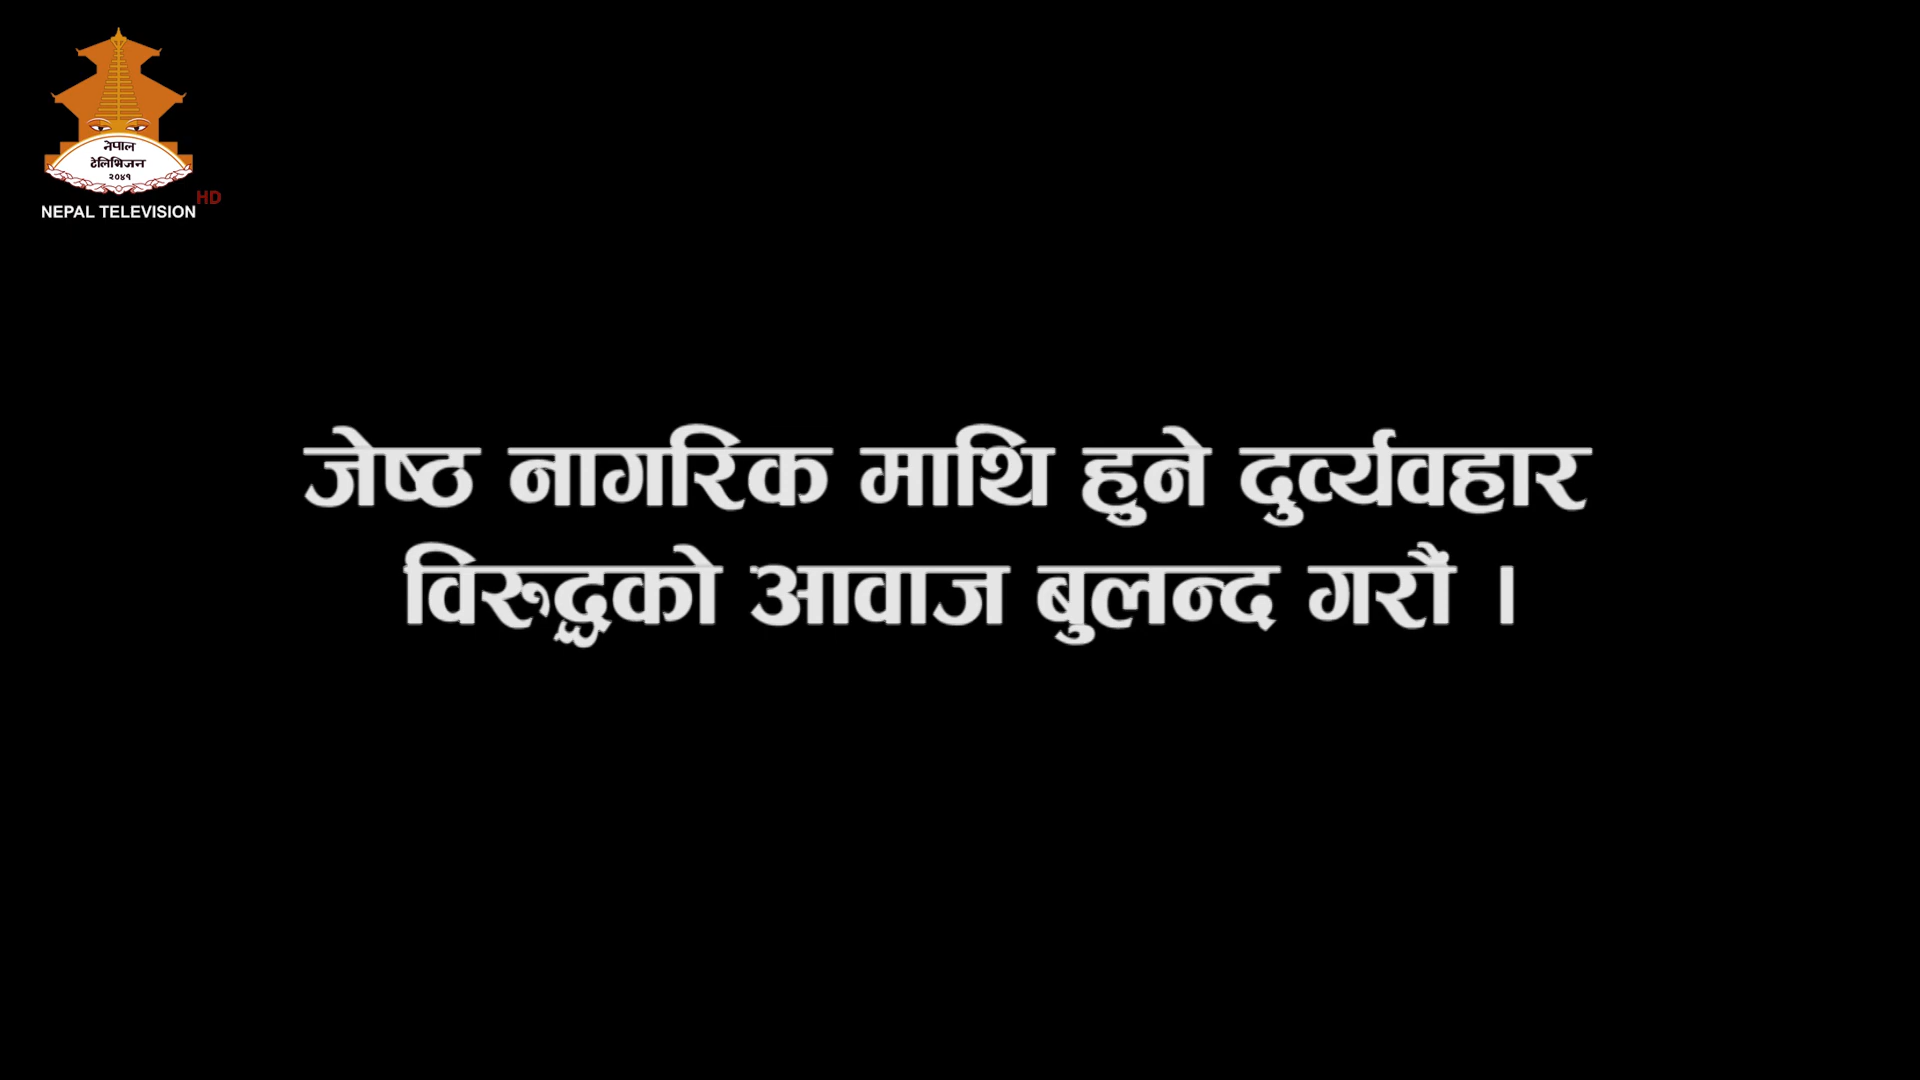 नेपाल
टेलिभिजन
२०४१
HD
NEPAL TELEVISION
जेष्ठ नागरिक माथि हुने दुर्व्यवहार
विरुद्धको आवाज बुलन्द गरौं ।